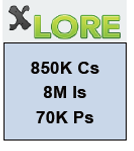 xLORE
850K Cs
8M Is
70K Ps